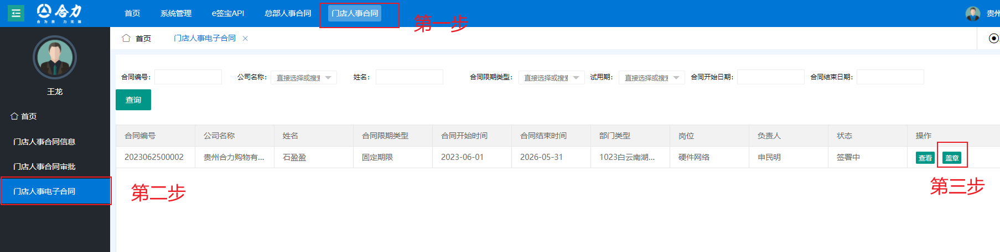 合力
合为贵 力无限
首页 系统管理 e签宝API 总部人事合同 门店人事合同
贵州
第一步
首页 门店人事电子合同
王龙
首页
门店人事合同信息
门店人事合同审批
门店人事电子合同
第二步
合同编号: 公司名称: 直接选择或搜索 姓名: 合同限期类型: 直接选择或搜索 试用期: 直接选择或搜索 合同开始日期: 合同结束日期:
查询
合同编号 公司名称 姓名 合同限期类型 合同开始时间 合同结束时间 部门类型 岗位 负责人 状态 操作
2023062500002 贵州合力购物有... 石盈盈 固定期限 2023-06-01 2026-05-31 1023白云南湖... 硬件网络 申民明 签署中 查看 盖章
第三步